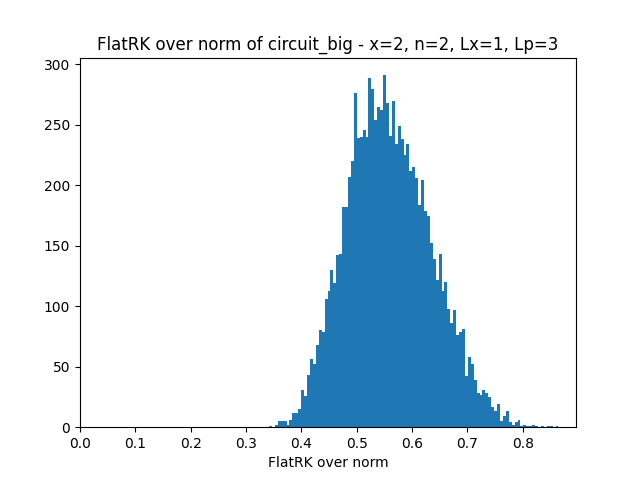 FlatRK over norm of circuit_big - x=2, n=2, Lx=1, Lp=3
300
250
200
150
100
50
0
0.0 0.1 0.2 0.3 0.4 0.5 0.6 0.7 0.8
FlatRK over norm